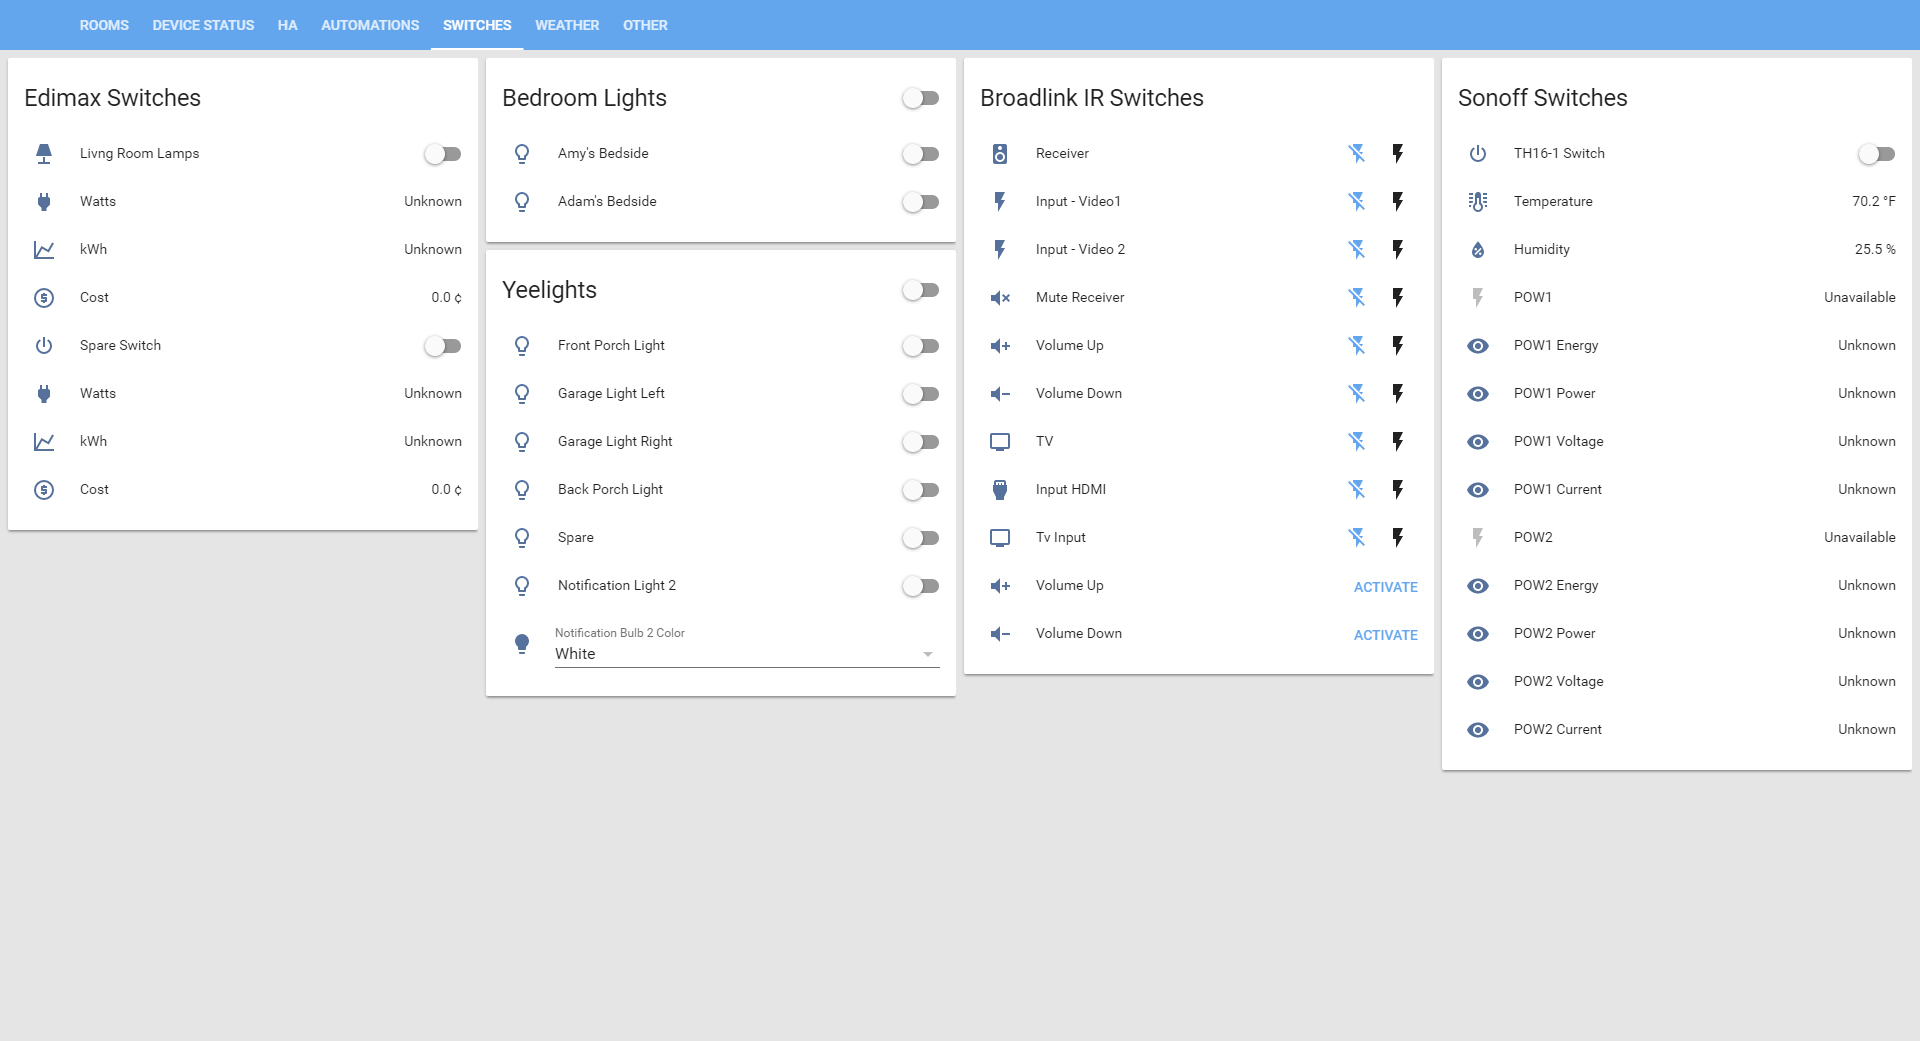 ROOMS DEVICE STATUS HA AUTOMATIONS SWITCHES WEATHER OTHER
Edimax Switches
Livng Room Lamps
Watts Unknown
kWh Unknown
Cost 0.0 ¢
Spare Switch
Watts Unknown
kWh Unknown
Cost 0.0 ¢
Bedroom Lights
Amy's Bedside
Adam's Bedside
Yeelights
Front Porch Light
Garage Light Left
Garage Light Right
Back Porch Light
Spare
Notification Light 2
Notification Bulb 2 Color
White
Broadlink IR Switches
Receiver
Input - Video1
Input - Video 2
Mute Receiver
Volume Up
Volume Down
TV
Input HDMI
Tv Input
Volume Up ACTIVATE
Volume Down ACTIVATE
Sonoff Switches
TH16-1 Switch
Temperature 70.2 °F
Humidity 25.5 %
POW1 Unavailable
POW1 Energy Unknown
POW1 Power Unknown
POW1 Voltage Unknown
POW1 Current Unknown
POW2 Unavailable
POW2 Energy Unknown
POW2 Power Unknown
POW2 Voltage Unknown
POW2 Current Unknown